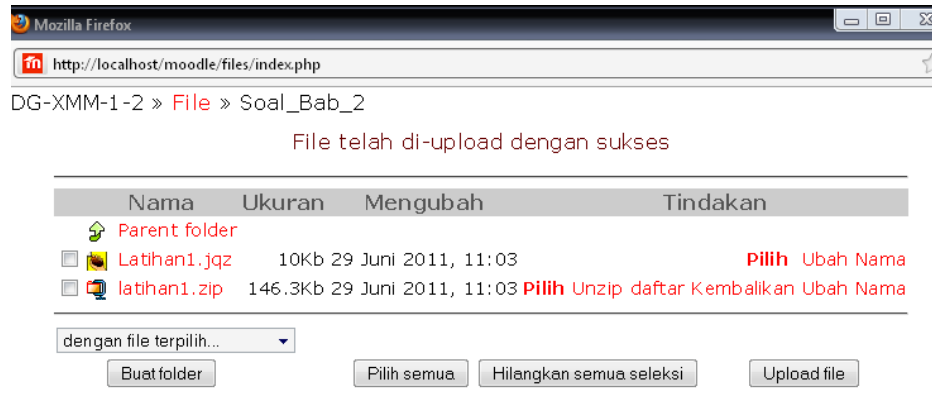 Mozilla Firefox
http://localhost/moodle/files/index.php
DG-XMM-1-2 » File » Soal_Bab_2
File telah di-upload dengan sukses
Nama Ukuran Mengubah Tindakan
Parent folder
Latihan1.jqz 10Kb 29 Juni 2011, 11:03 Pilih Ubah Nama
latihan1.zip 146.3Kb 29 Juni 2011, 11:03 Pilih Unzip daftar Kembalikan Ubah Nama
dengan file terpilih...
Buat folder Pilih semua Hilangkan semua seleksi Upload file